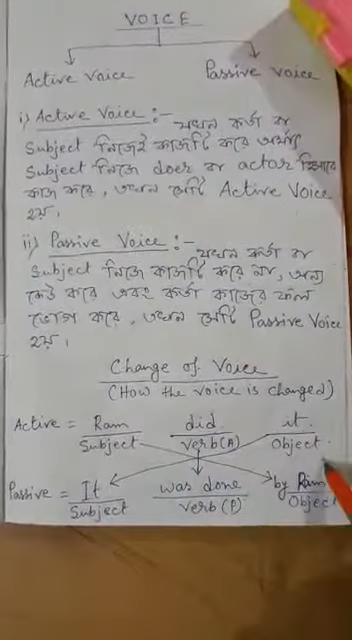 VOICE
Active Voice Passive Voice
i) Active Voice :- যখন কর্তা বা
Subject নিজেই কাজটি করে অর্থাৎ
Subject নিজে doer বা actor হিসাবে
কাজ করে, তখন সেটি Active Voice
হয়।
ii) Passive Voice :- যখন কর্তা বা
Subject নিজে কাজটি করে না, অন্য
কেউ করে এবং কর্তা কাজের ফল
ভোগ করে, তখন সেটি Passive Voice
হয়।
Change of Voice
(How the voice is changed)
Active = Ram did it.
Subject Verb(A) Object.
Passive = It was done by Ram
Subject Verb(P) Object